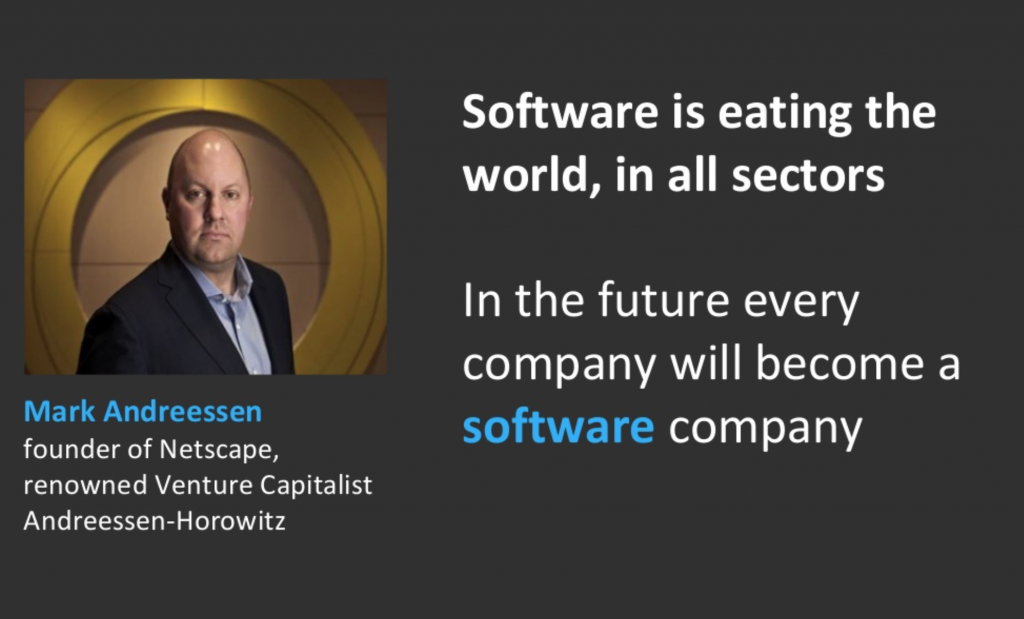 Software is eating the
world, in all sectors
In the future every
company will become a
software company
Mark Andreessen
founder of Netscape,
renowned Venture Capitalist
Andreessen-Horowitz